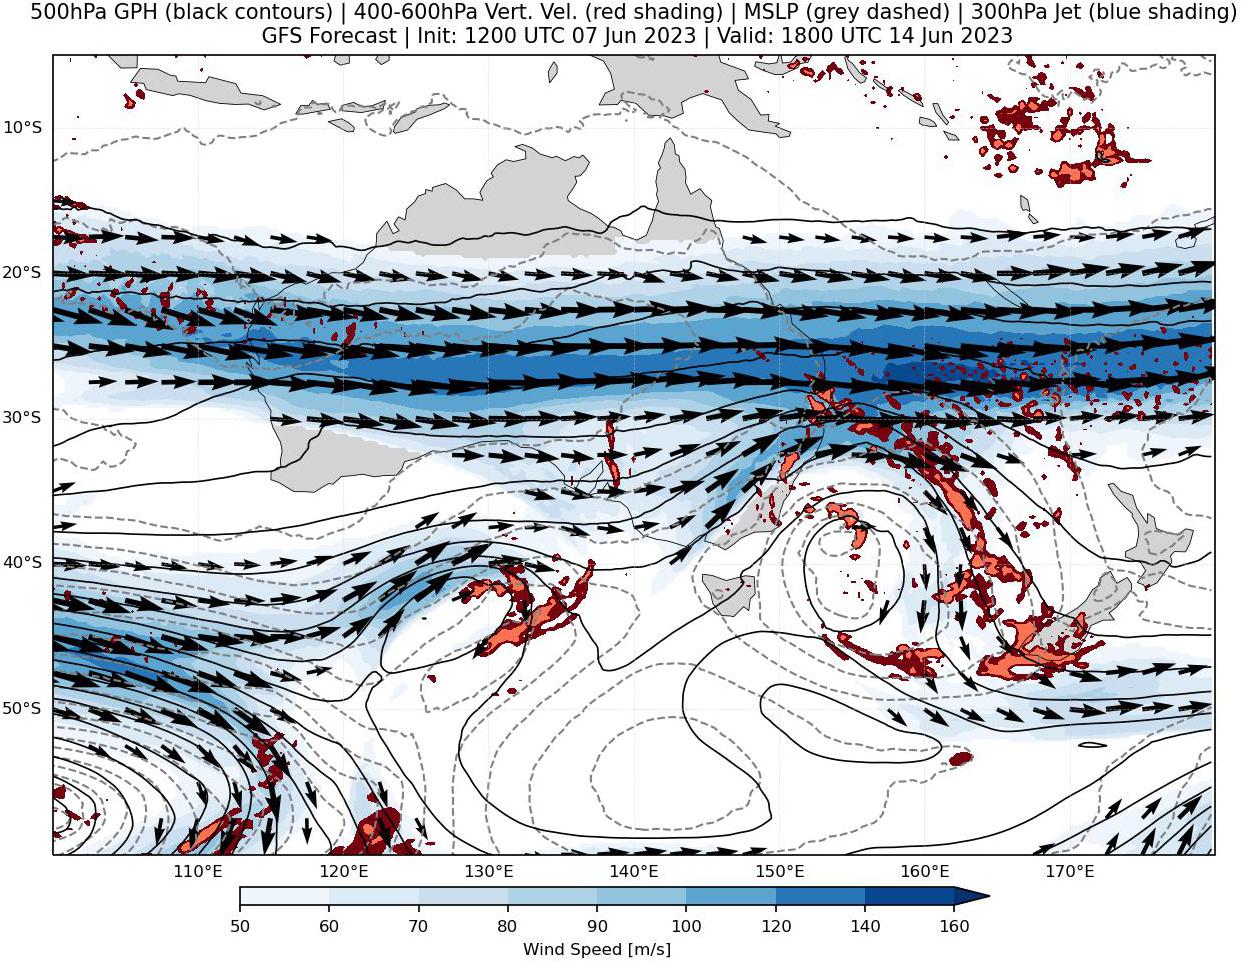 500hPa GPH (black contours) | 400-600hPa Vert. Vel. (red shading) | MSLP (grey dashed) | 300hPa Jet (blue shading)
GFS Forecast | Init: 1200 UTC 07 Jun 2023 | Valid: 1800 UTC 14 Jun 2023
10°S
20°S
30°S
40°S
50°S
110°E 120°E 130°E 140°E 150°E 160°E 170°E
50 60 70 80 90 100 120 140 160
Wind Speed [m/s]